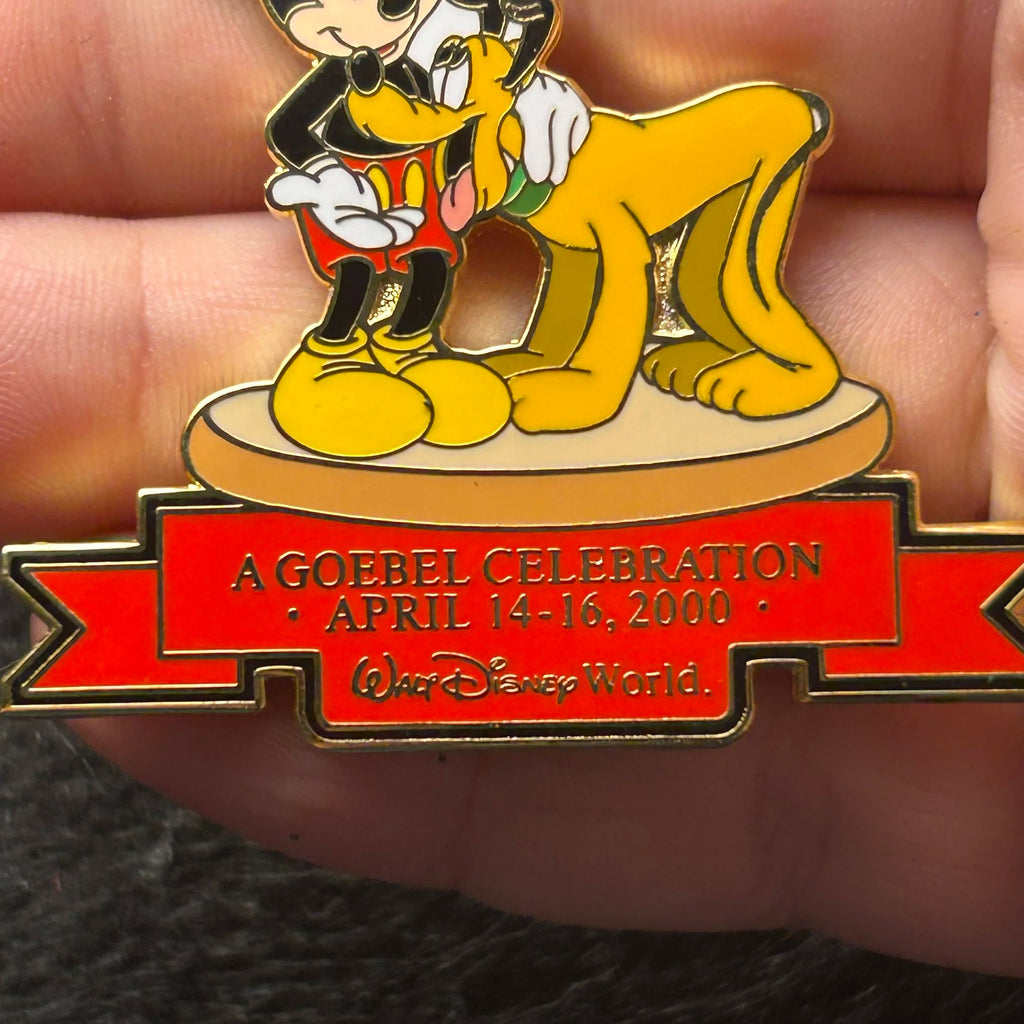 A GOEBEL CELEBRATION
· APRIL 14-16, 2000 ·
Walt Disney World.